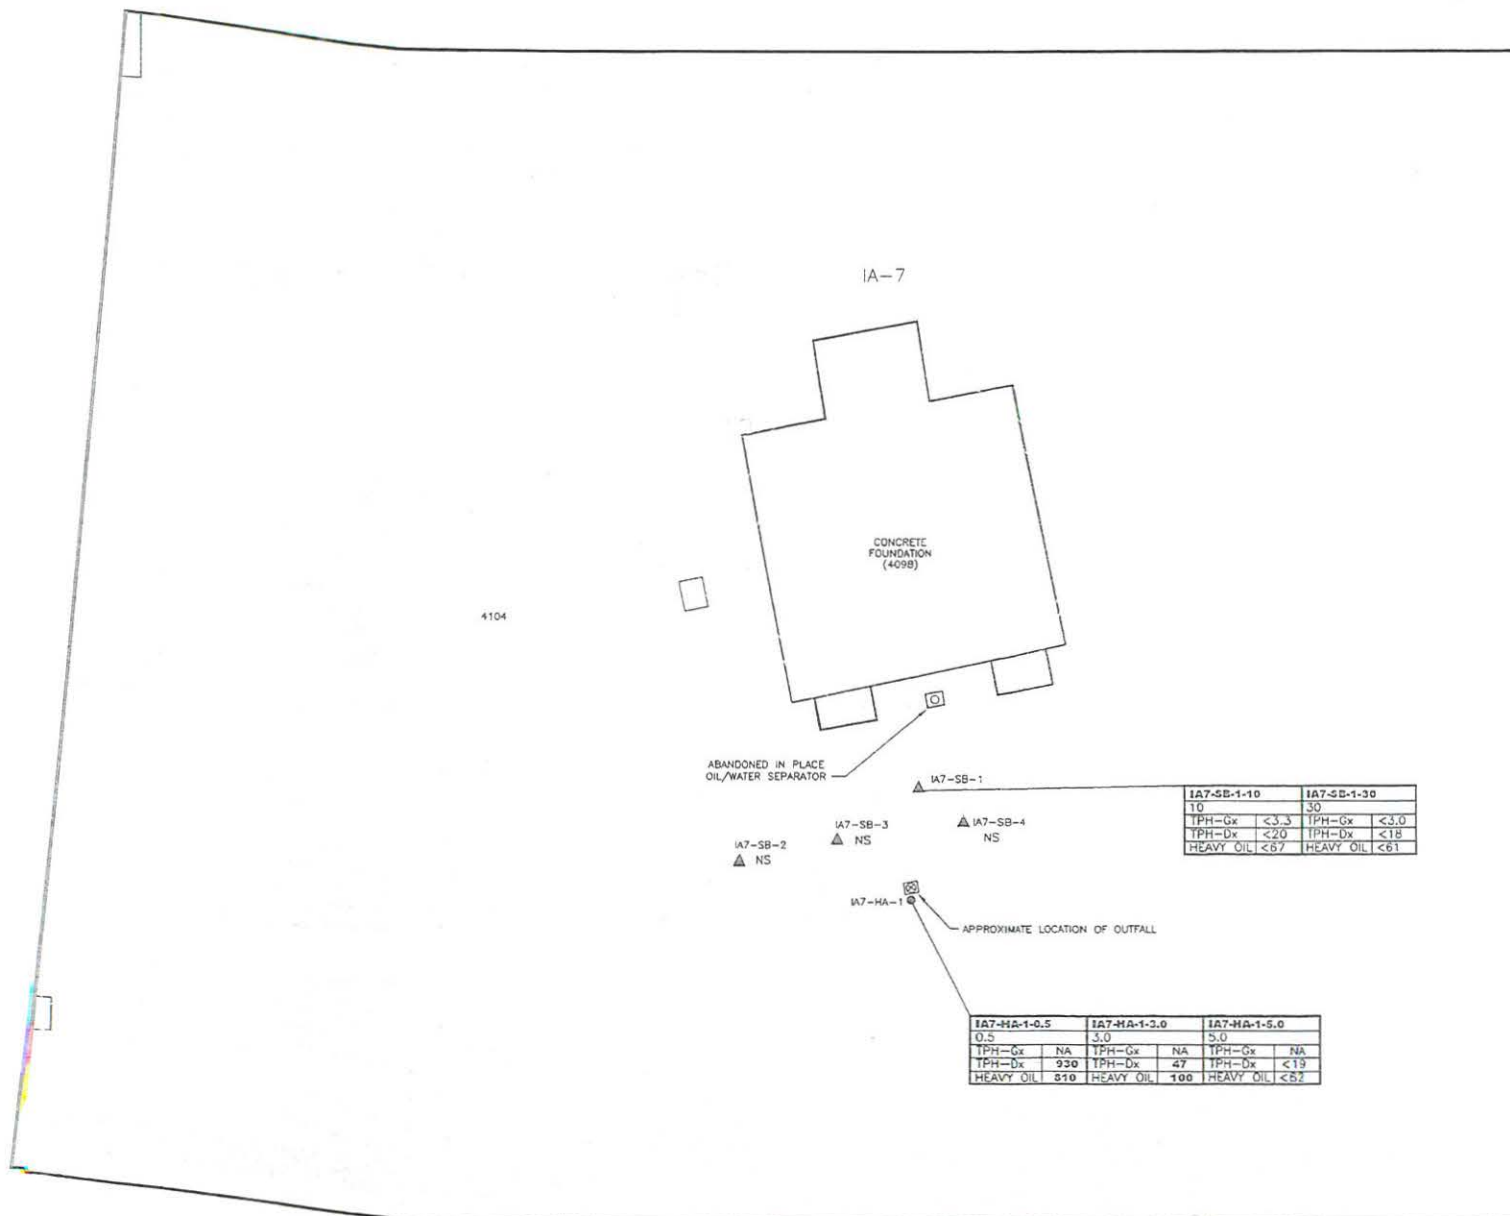 IA-7
CONCRETE
FOUNDATION
(4098)
4104
ABANDONED IN PLACE
OIL/WATER SEPARATOR
IA7-SB-1
IA7-SB-1-10 IA7-SB-1-30
10 30
TPH-Gx <3.3 TPH-Gx <3.0
TPH-Dx <20 TPH-Dx <18
HEAVY OIL <67 HEAVY OIL <61
IA7-SB-3
NS
IA7-SB-4
NS
IA7-SB-2
NS
IA7-HA-1
APPROXIMATE LOCATION OF OUTFALL
IA7-HA-1-0.5 IA7-HA-1-3.0 IA7-HA-1-5.0
0.5 3.0 5.0
TPH-Gx NA TPH-Gx NA TPH-Gx NA
TPH-Dx 930 TPH-Dx 47 TPH-Dx <19
HEAVY OIL 810 HEAVY OIL 100 HEAVY OIL <62